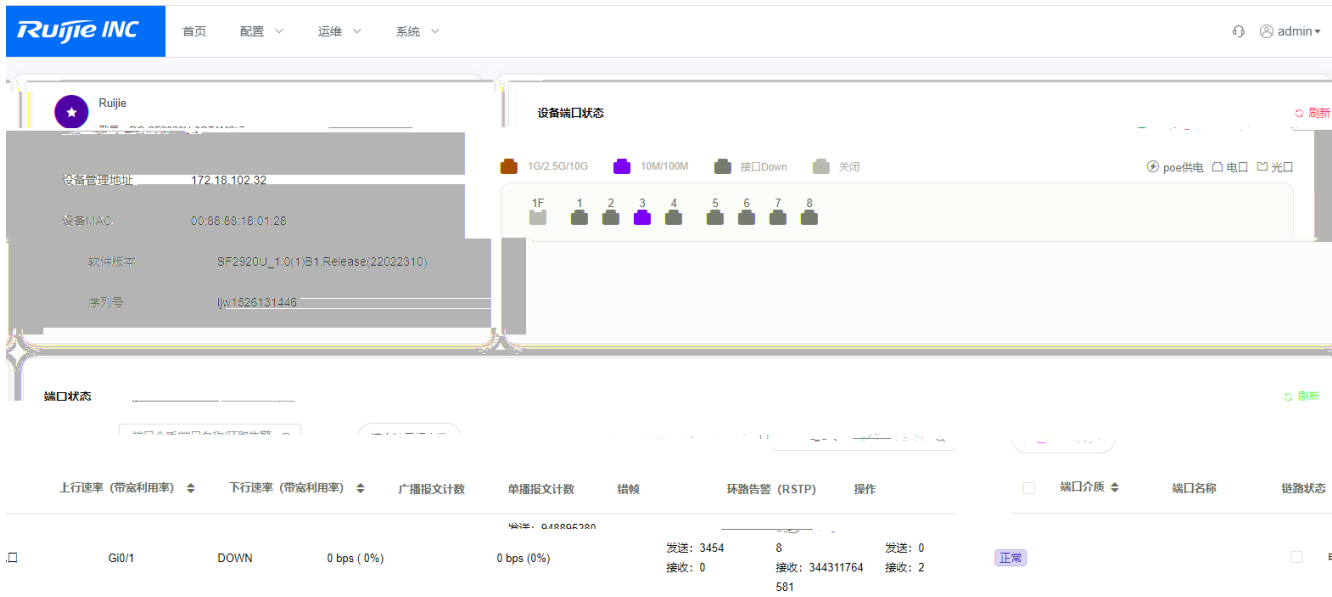 Ruijie INC 首页 配置 运维 系统 admin
Ruijie
设备端口状态 刷新
设备管理地址 172.18.102.32
1G/2.5G/10G 10M/100M 接口Down 关闭 poe供电 电口 光口
1F 1 2 3 4 5 6 7 8
设备MAC 00:88:88:18:01:28
软件版本 SF2920U_1.0(1)B1,Release(22022310)
序列号 ljw1526131446
端口状态 刷新
上行速率（带宽利用率） 下行速率（带宽利用率） 广播报文计数 单播报文计数 错帧 环路告警 (RSTP) 操作 端口介质 端口名称 链路状态
口 Gi0/1 DOWN 0 bps ( 0%) 0 bps (0%) 发送：3454 8 发送：0 正常
接收：0 接收：344311764 接收：2
581